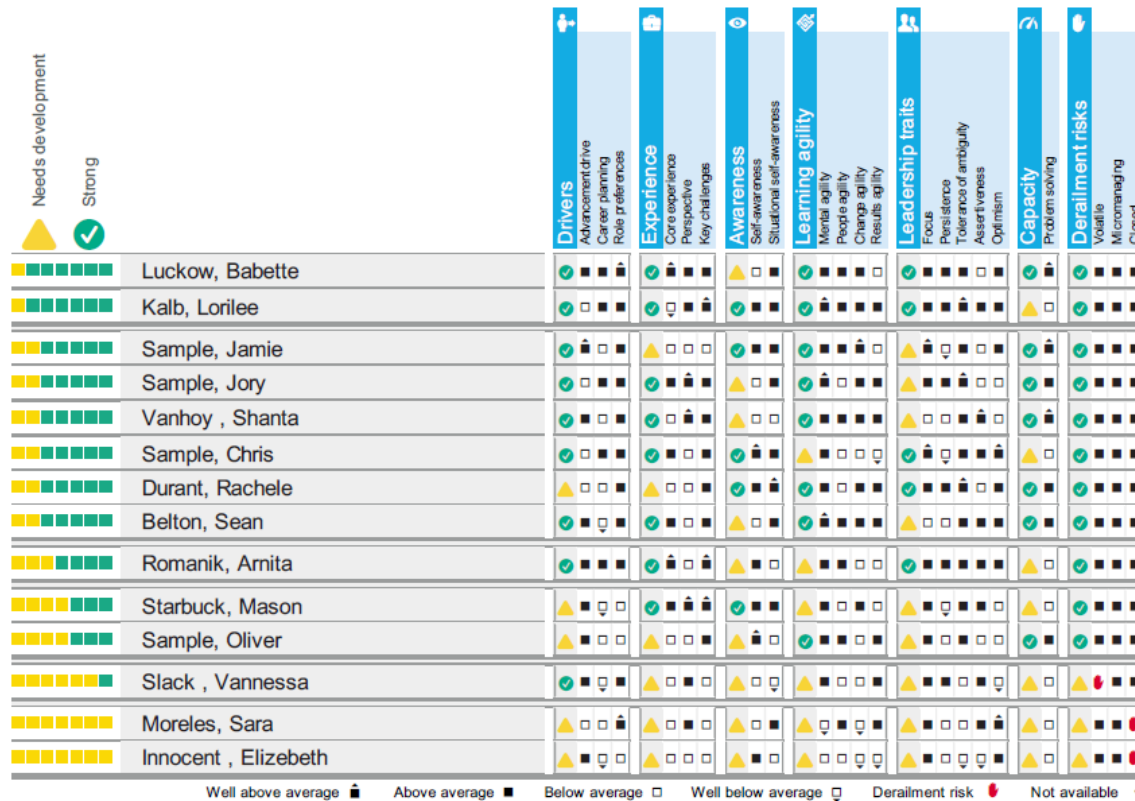 Needs development
Strong
Drivers
Advancement drive
Career planning
Role preferences
Experience
Core experience
Perspective
Key challenges
Awareness
Self-awareness
Situational self-awareness
Learning agility
Mental agility
People agility
Change agility
Results agility
Leadership traits
Focus
Persistence
Tolerance of ambiguity
Assertiveness
Optimism
Capacity
Problem solving
Derailment risks
Volatile
Micromanaging
Closed
Luckow, Babette
Kalb, Lorilee
Sample, Jamie
Sample, Jory
Vanhoy , Shanta
Sample, Chris
Durant, Rachele
Belton, Sean
Romanik, Arnita
Starbuck, Mason
Sample, Oliver
Slack , Vannessa
Moreles, Sara
Innocent , Elizebeth
Well above average Above average Below average Well below average Derailment risk Not available